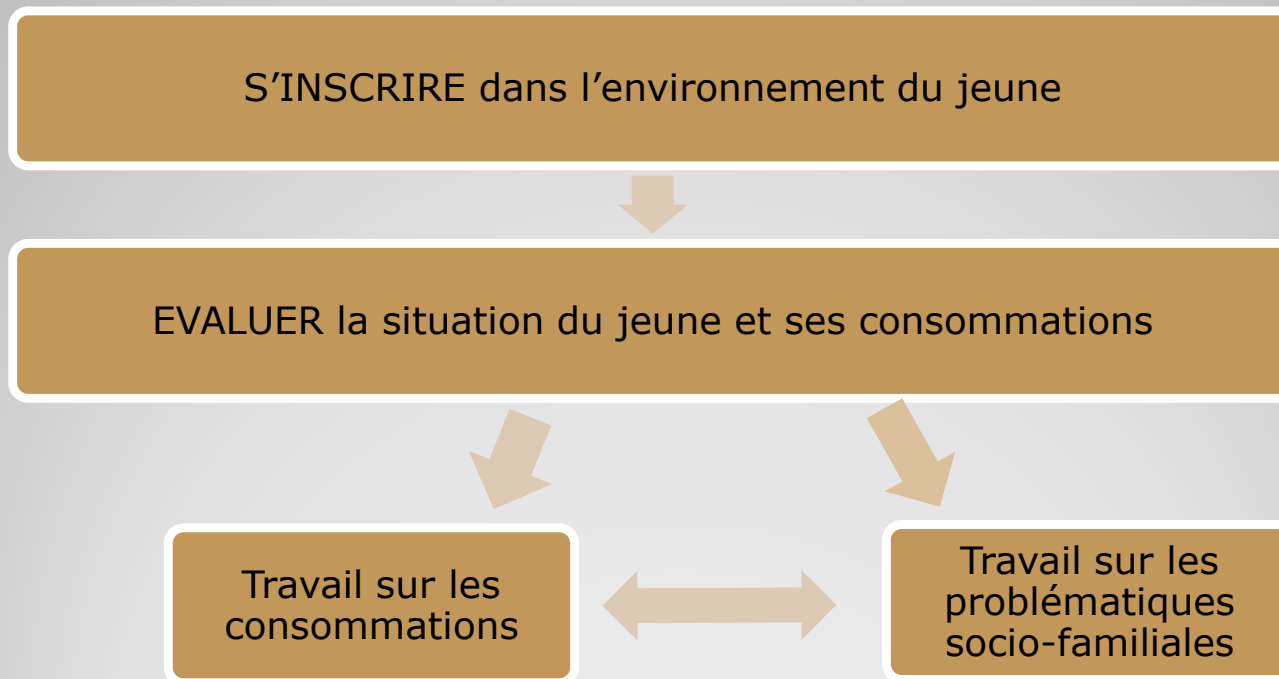 S’INSCRIRE dans l’environnement du jeune
EVALUER la situation du jeune et ses consommations
Travail sur les
consommations
Travail sur les
problématiques
socio-familiales